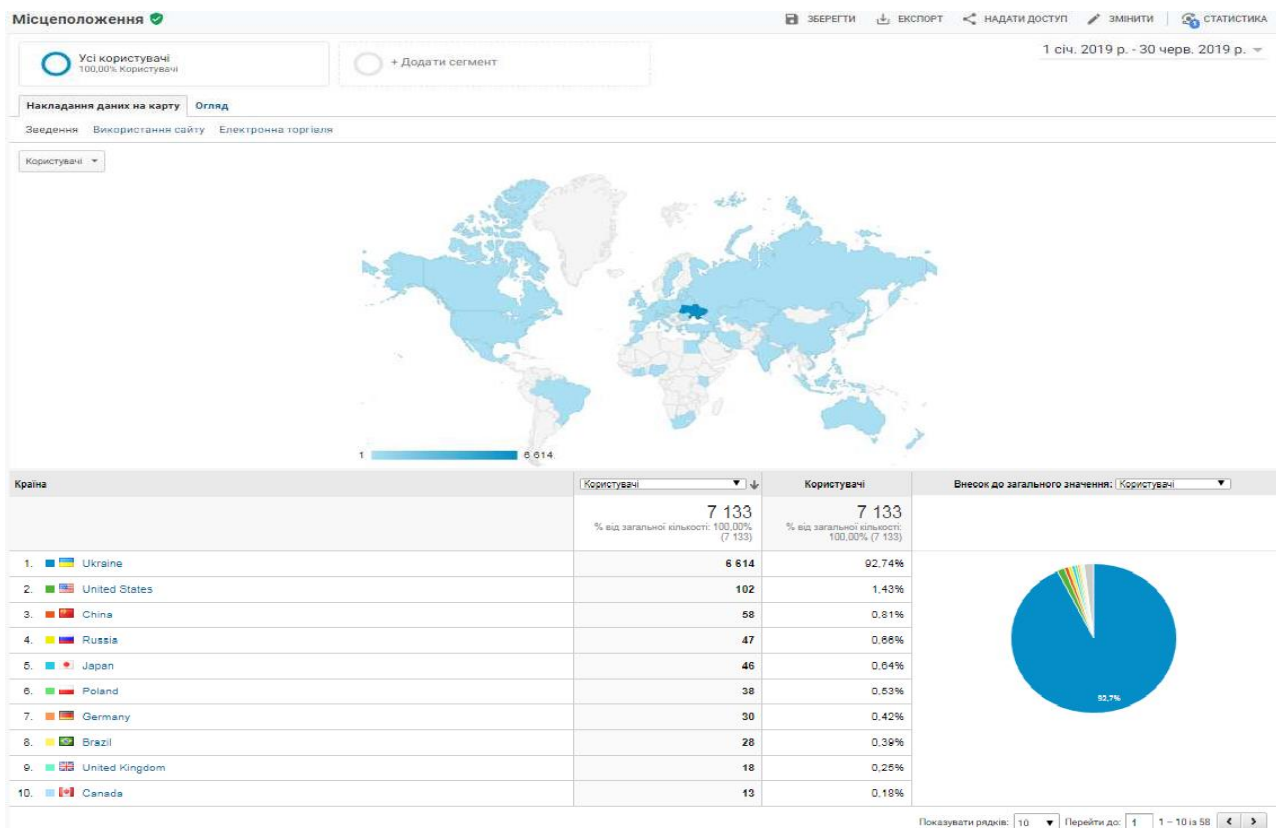 Місцеположення
ЗБЕРЕГТИ ЕКСПОРТ НАДАТИ ДОСТУП ЗМІНИТИ СТАТИСТИКА
1 січ. 2019 р. - 30 черв. 2019 р.
Усі користувачі
100,00% Користувачі
+ Додати сегмент
Накладання даних на карту Огляд
Зведення Використання сайту Електронна торгівля
Користувачі
1 6 614
Країна Користувачі Користувачі Внесок до загального значення: Користувачі
7 133 7 133
% від загальної кількості: 100,00% % від загальної кількості:
(7 133) 100,00% (7 133)
1. Ukraine 6 614 92,74%
2. United States 102 1,43%
3. China 58 0,81%
4. Russia 47 0,66%
5. Japan 46 0,64%
6. Poland 38 0,53%
7. Germany 30 0,42%
8. Brazil 28 0,39%
9. United Kingdom 18 0,25%
10. Canada 13 0,18%
92,7%
Показувати рядків: 10 Перейти до: 1 1 – 10 із 58